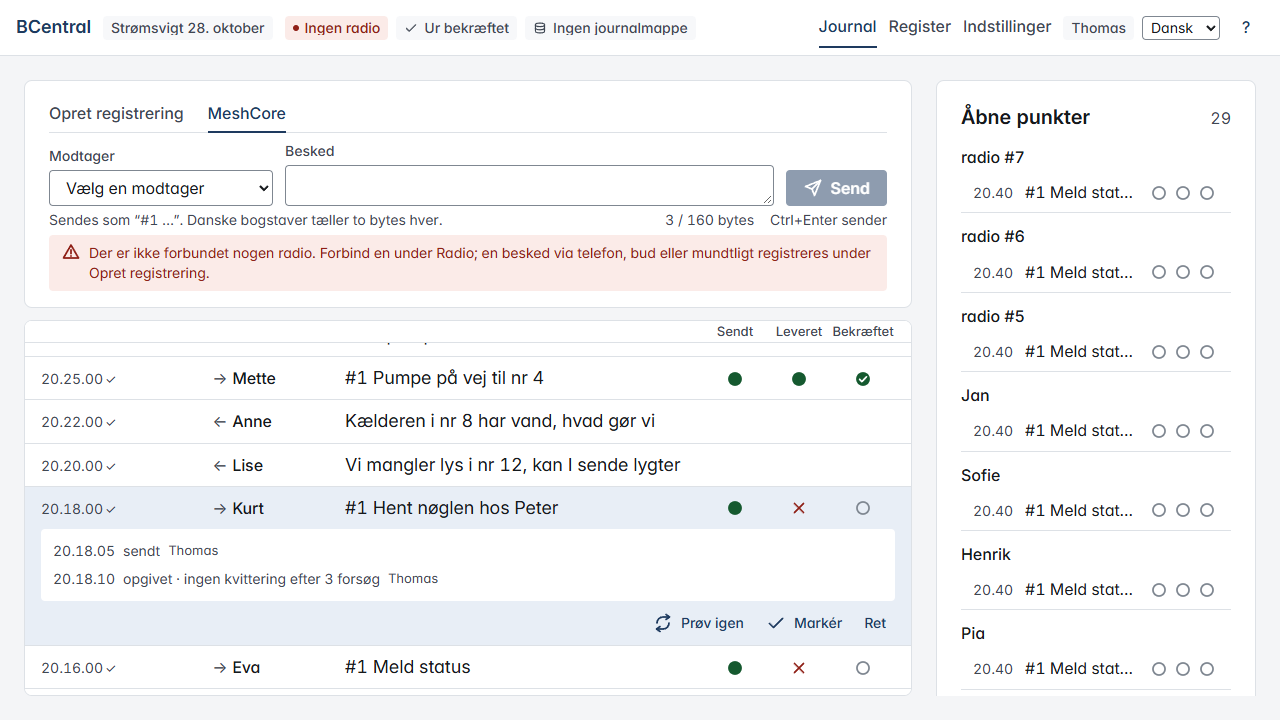 BCentral Strømsvigt 28. oktober Ingen radio Ur bekræftet Ingen journalmappe Journal Register Indstillinger Thomas Dansk ?
Opret registrering MeshCore
Modtager Besked
Vælg en modtager Send
Sendes som “#1 …”. Danske bogstaver tæller to bytes hver. 3 / 160 bytes Ctrl+Enter sender
Der er ikke forbundet nogen radio. Forbind en under Radio; en besked via telefon, bud eller mundtligt registreres under
Opret registrering.
Sendt Leveret Bekræftet
20.25.00 → Mette #1 Pumpe på vej til nr 4
20.22.00 ← Anne Kælderen i nr 8 har vand, hvad gør vi
20.20.00 ← Lise Vi mangler lys i nr 12, kan I sende lygter
20.18.00 → Kurt #1 Hent nøglen hos Peter
20.18.05 sendt Thomas
20.18.10 opgivet · ingen kvittering efter 3 forsøg Thomas
Prøv igen Markér Ret
20.16.00 → Eva #1 Meld status
Åbne punkter 29
radio #7
20.40 #1 Meld stat…
radio #6
20.40 #1 Meld stat…
radio #5
20.40 #1 Meld stat…
Jan
20.40 #1 Meld stat…
Sofie
20.40 #1 Meld stat…
Henrik
20.40 #1 Meld stat…
Pia
20.40 #1 Meld stat…